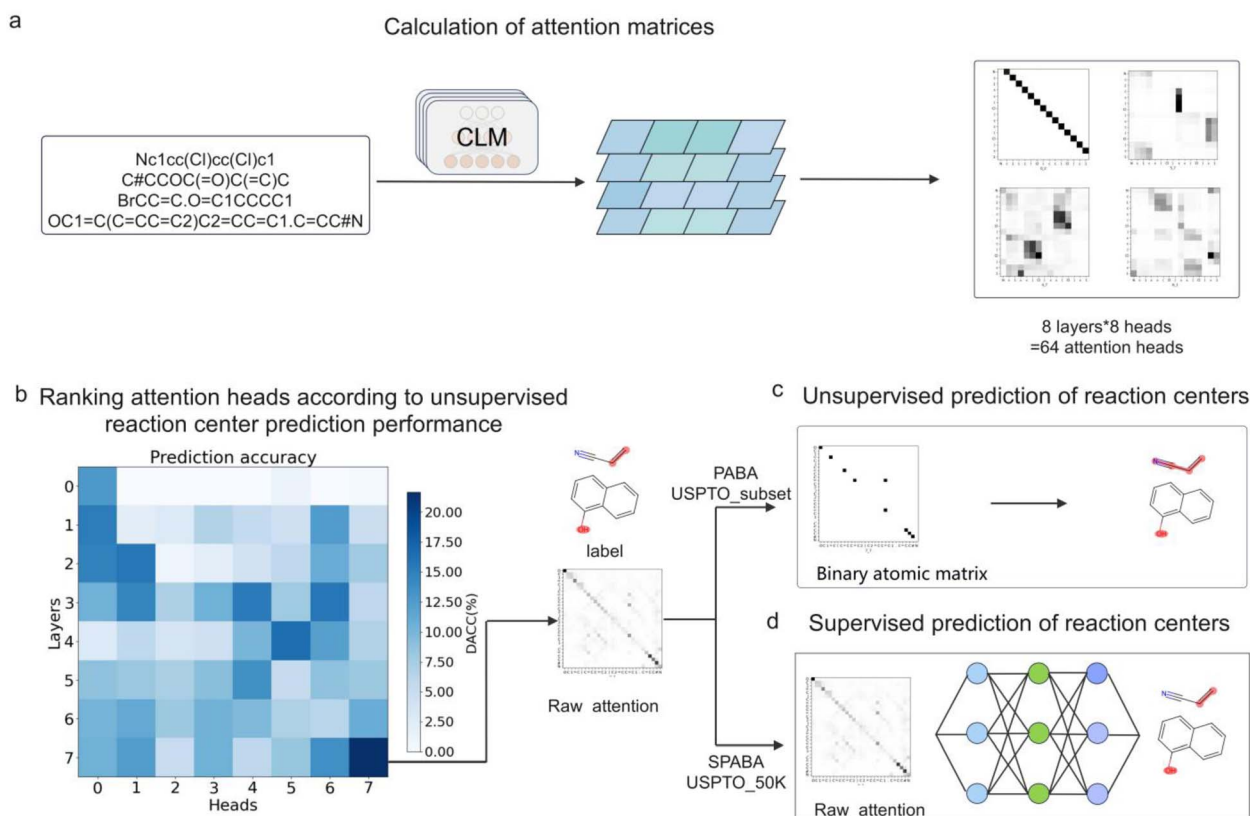 a
Calculation of attention matrices
CLM
Nc1cc(Cl)cc(Cl)c1
C#CCOC(=O)C(=C)C
BrCC=C.O=C1CCCC1
OC1=C(C=CC=C2)C2=CC=C1.C=CC#N
8 layers*8 heads
=64 attention heads
b Ranking attention heads according to unsupervised
reaction center prediction performance
Prediction accuracy
0
1
2
3
4
5
6
7
Layers
0 1 2 3 4 5 6 7
Heads
20.00
17.50
15.00
12.50
10.00
7.50
5.00
2.50
0.00
DACC(%)
N
OH
label
Raw attention
PABA
USPTO_subset
SPABA
USPTO_50K
c Unsupervised prediction of reaction centers
Binary atomic matrix
N
OH
d Supervised prediction of reaction centers
Raw attention
N
OH